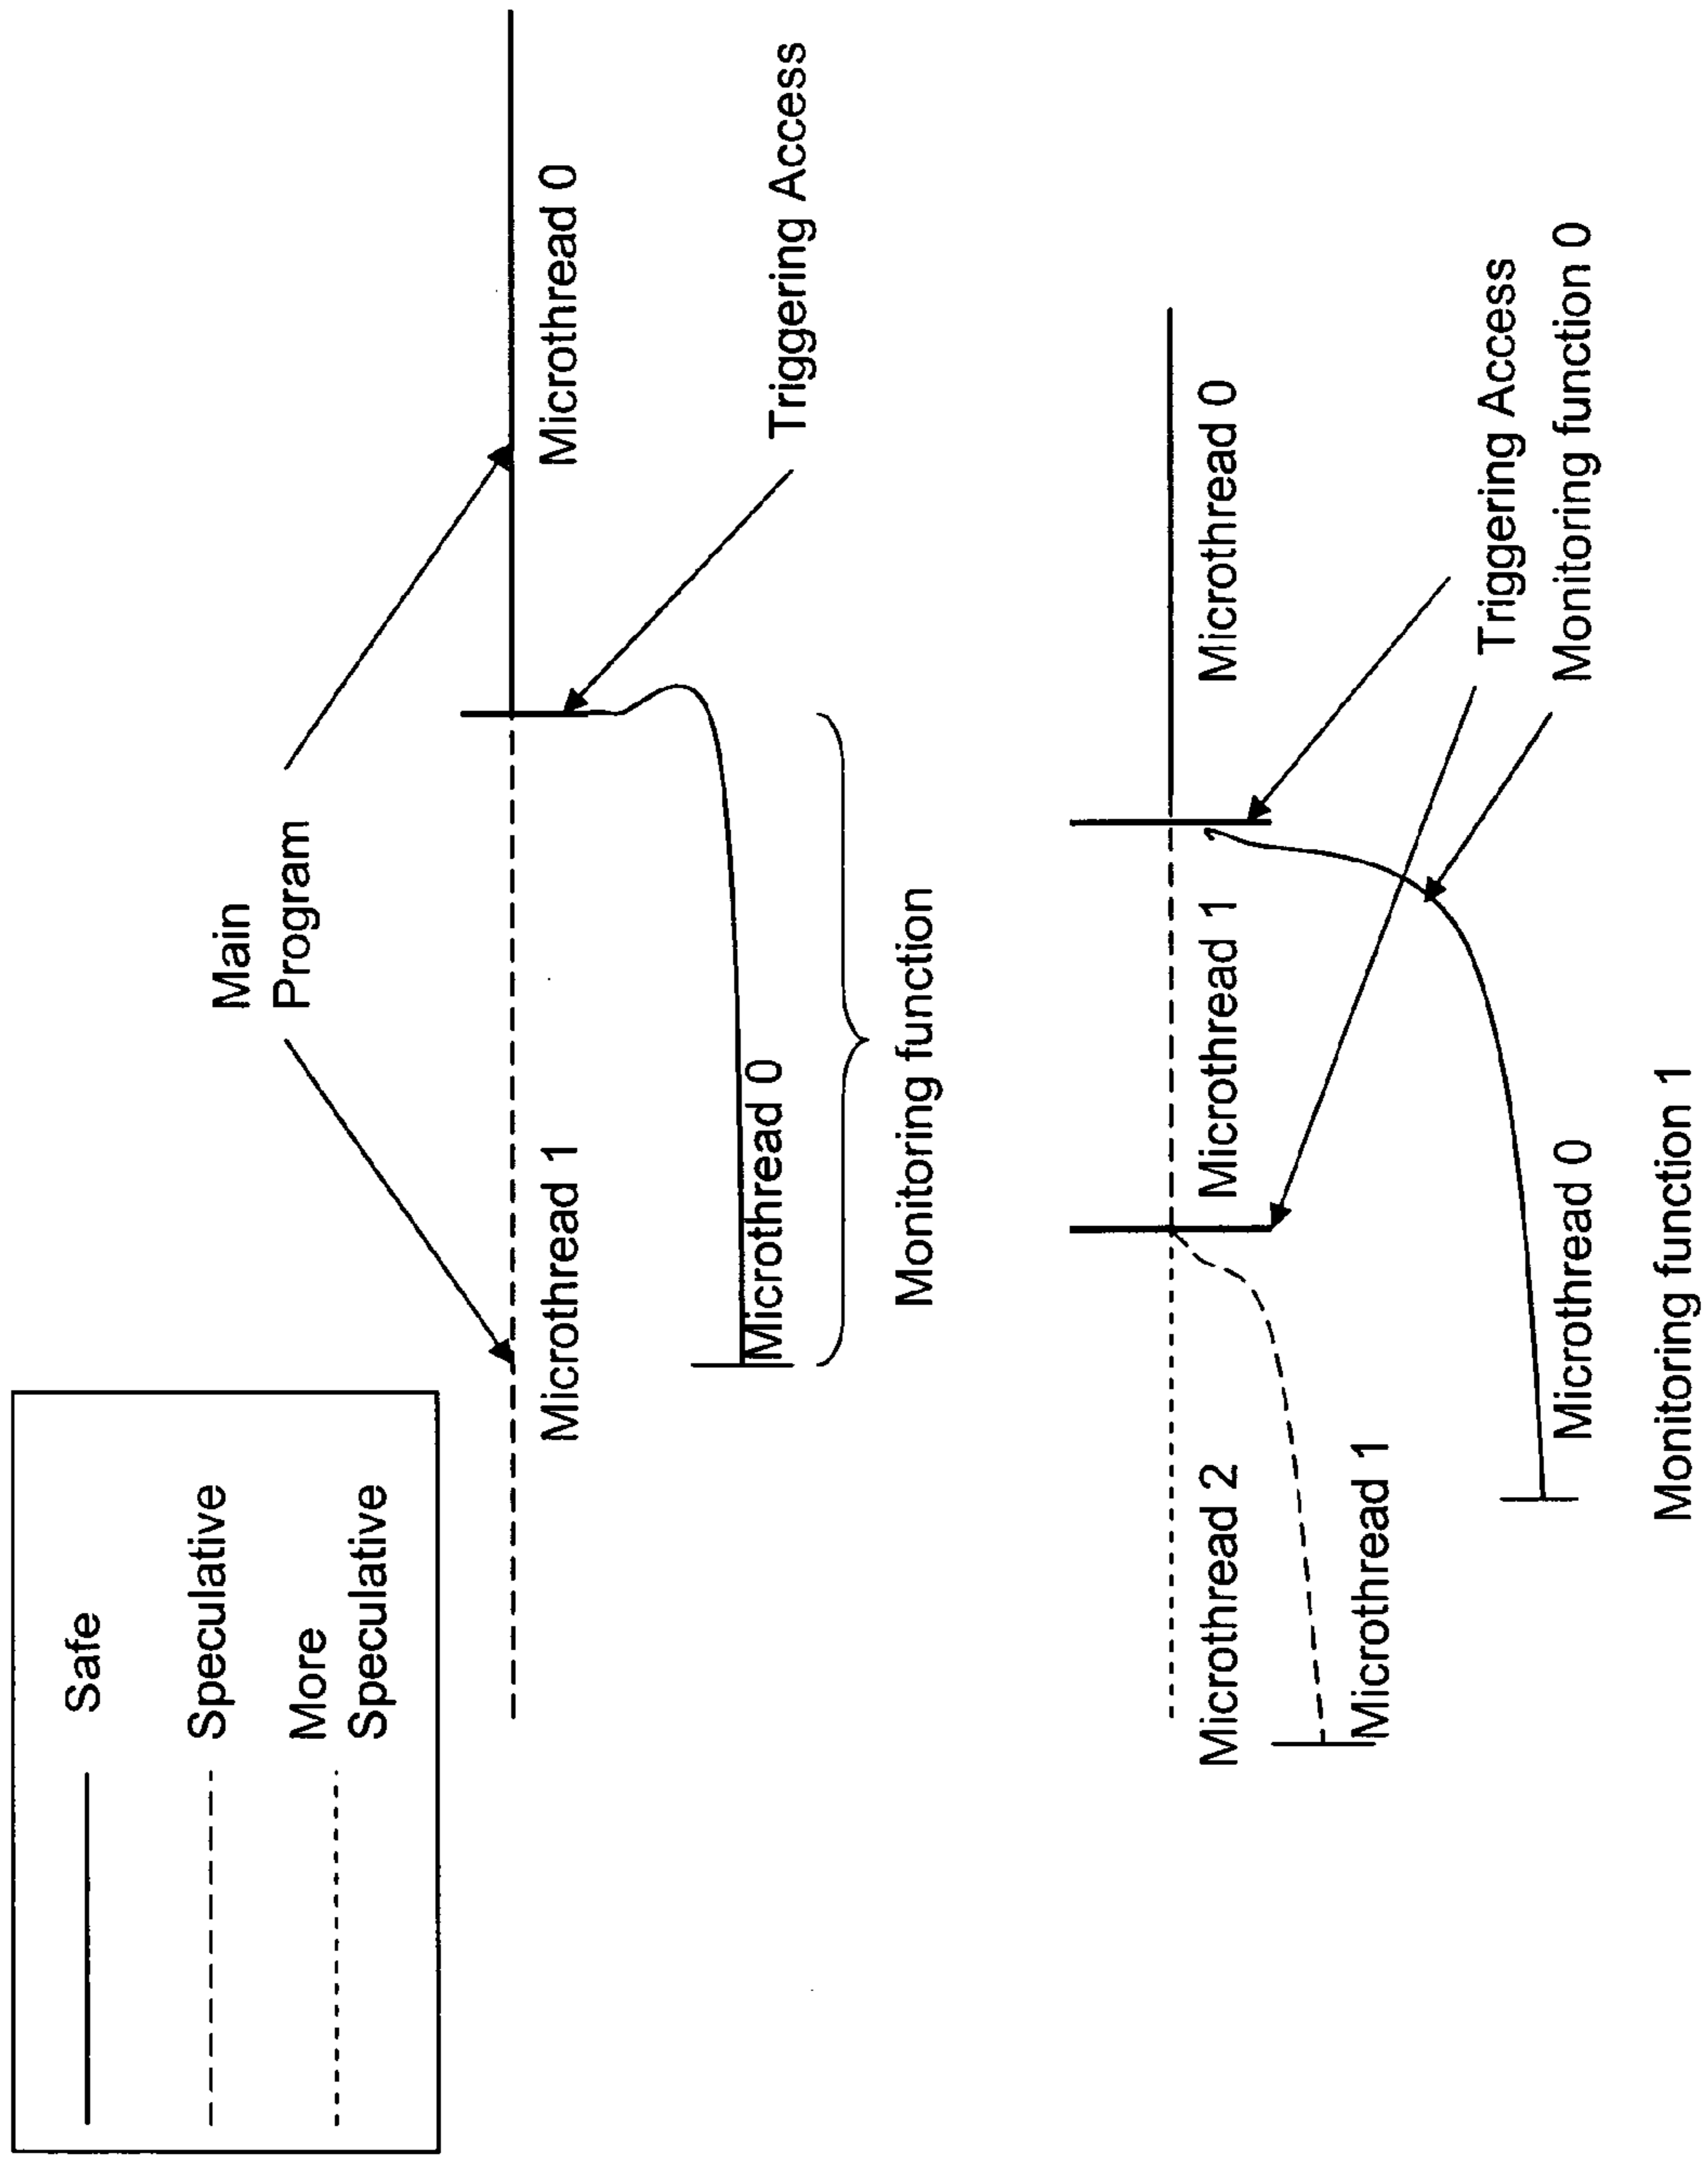 Safe
Speculative
More
Speculative
Main
Program
Microthread 1
Microthread 0
Microthread 0
Triggering Access
Monitoring function
Microthread 2
Microthread 1
Microthread 0
Microthread 1
Triggering Access
Microthread 0
Monitoring function 0
Monitoring function 1